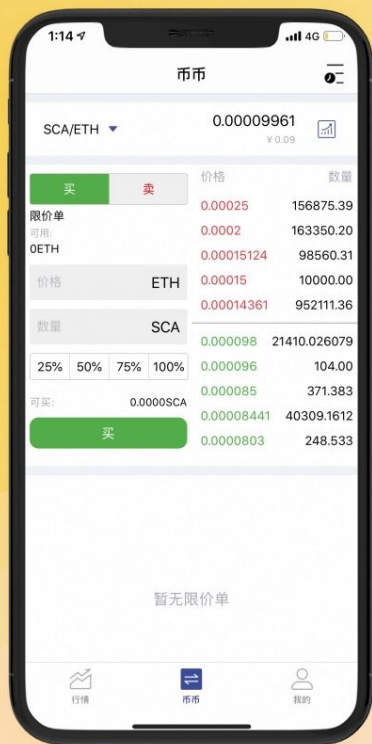 1:14
4G
币币
SCA/ETH
0.00009961
¥0.09
买
卖
限价单
可用:
0ETH
价格
ETH
数量
SCA
25% 50% 75% 100%
可买: 0.0000SCA
买
价格 数量
0.00025 156875.39
0.0002 163350.20
0.00015124 98560.31
0.00015 10000.00
0.00014361 952111.36
0.000098 21410.026079
0.000096 104.00
0.000085 371.383
0.00008441 40309.1612
0.0000803 248.533
暂无限价单
行情
币币
我的